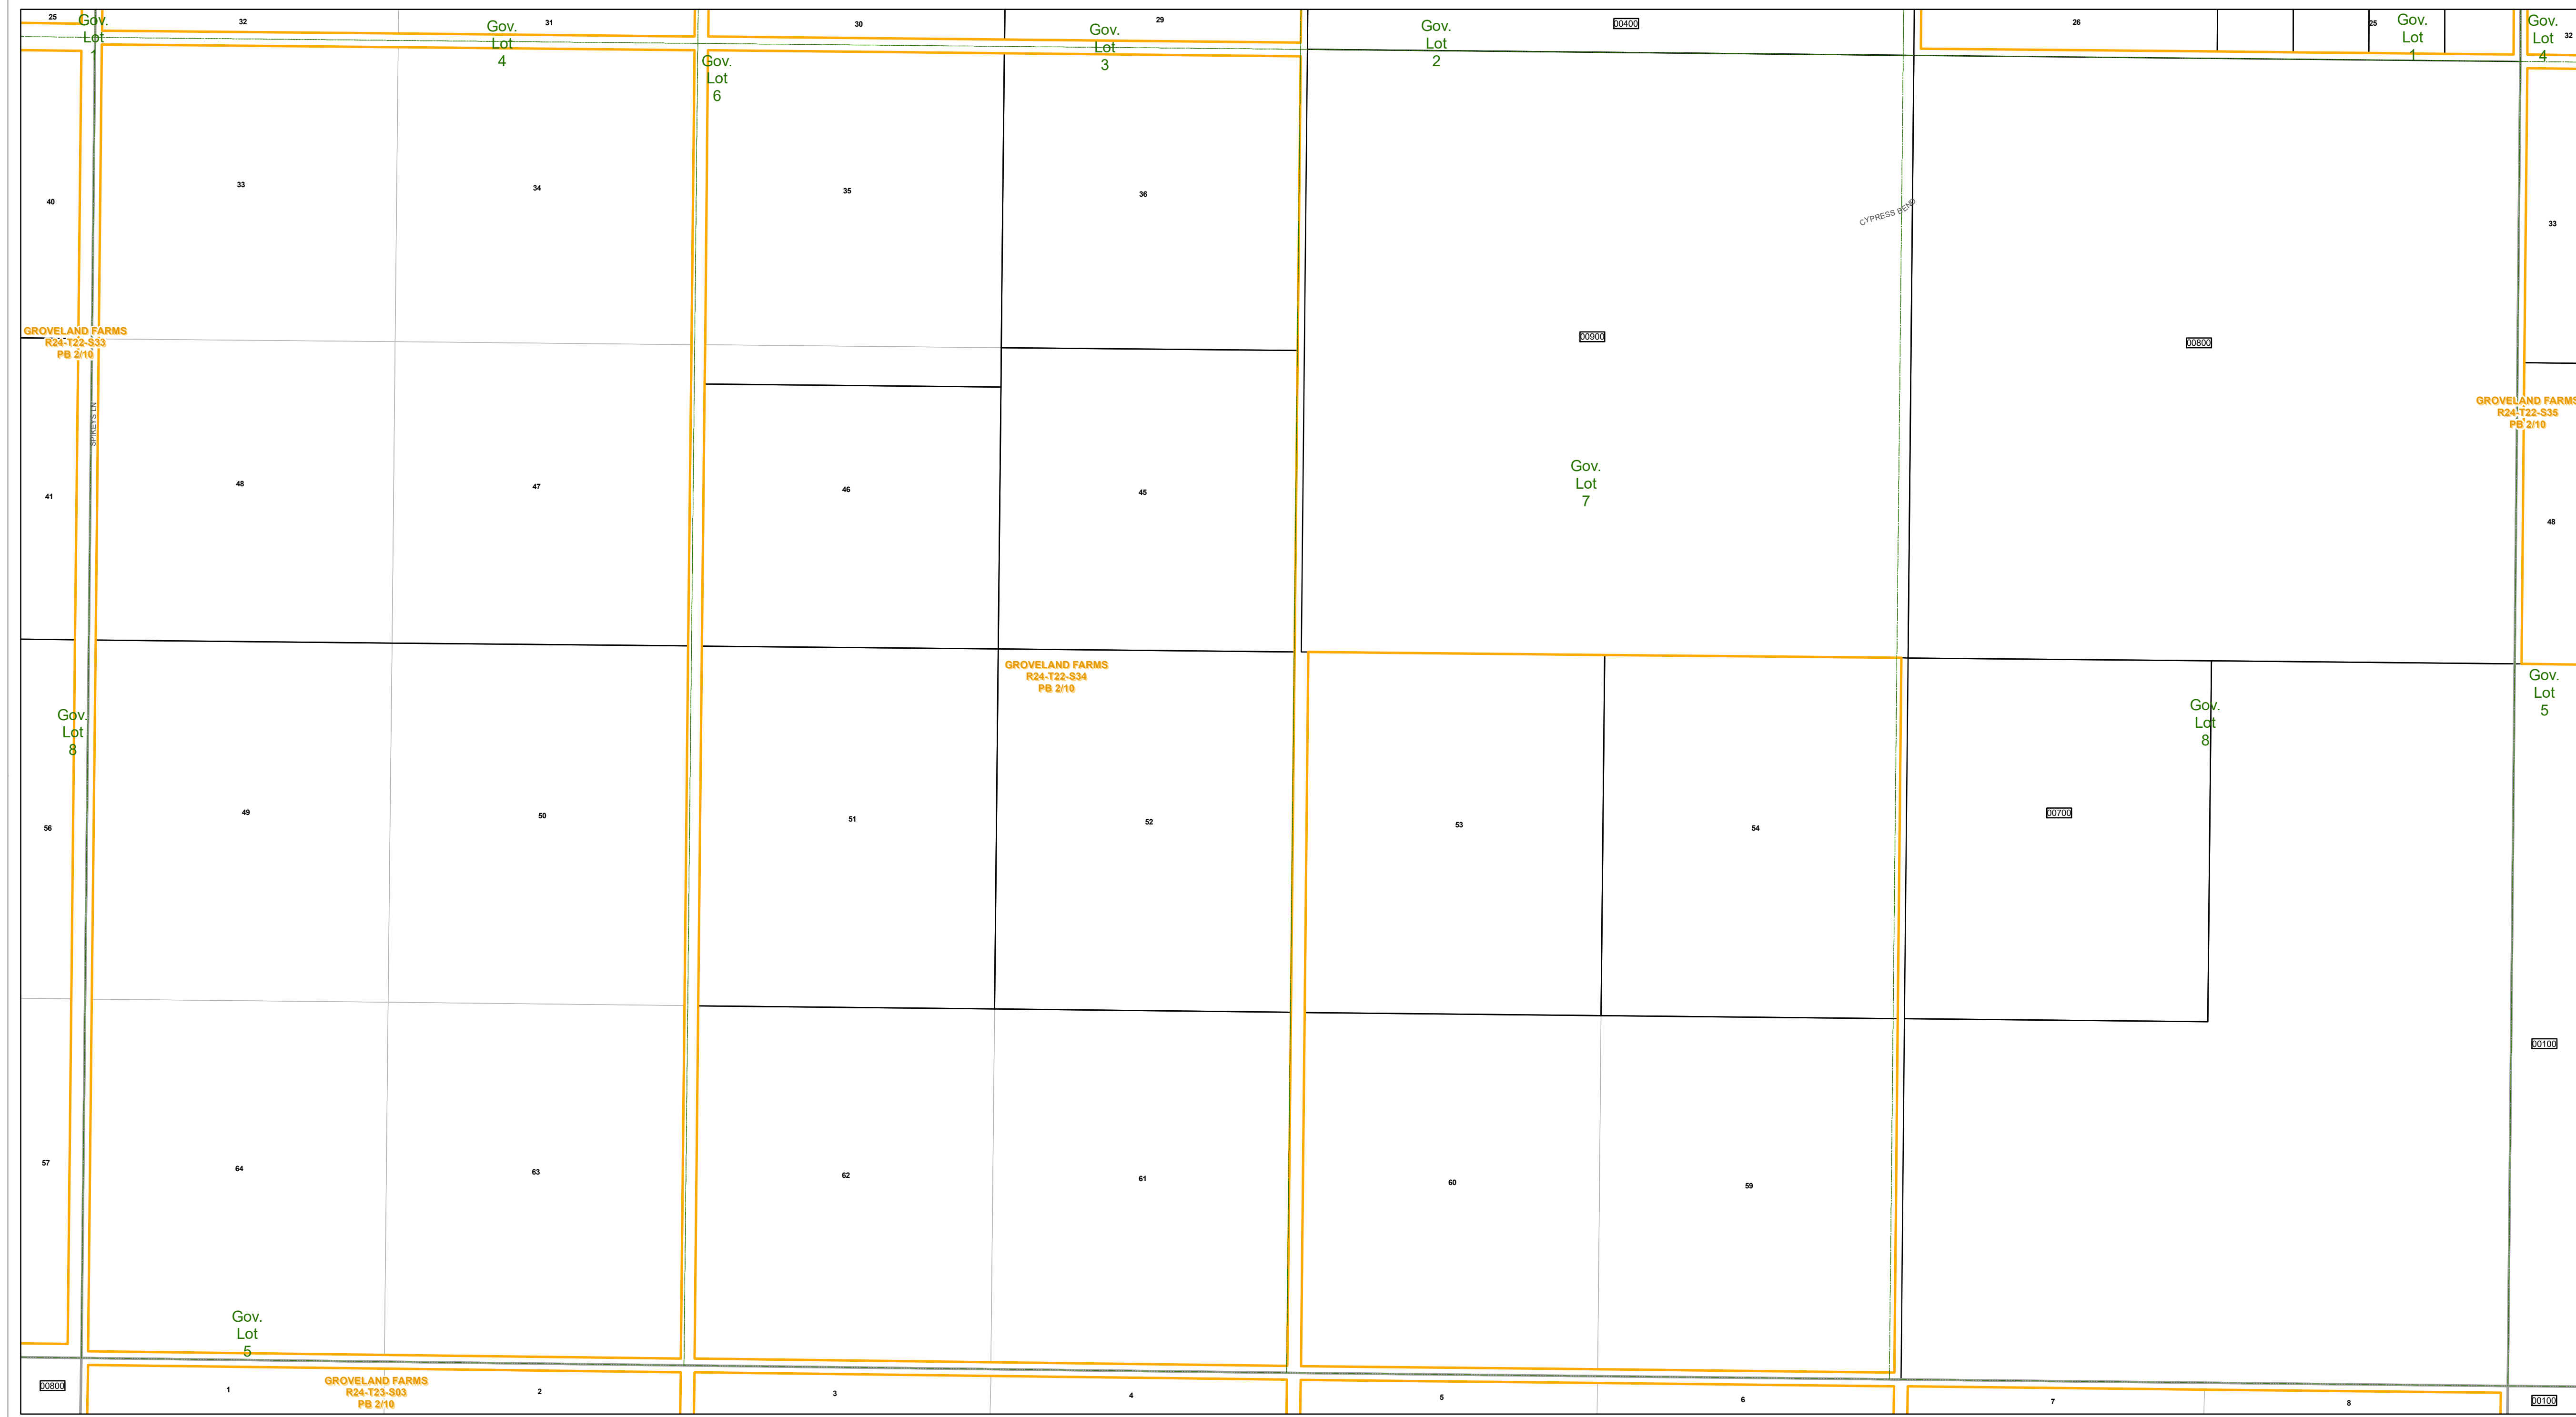 25
Gov.
Lot
1
32
Gov.
Lot
4
31
30
Gov.
Lot
3
29
Gov.
Lot
2
00400
26
25
Gov.
Lot
1
Gov.
Lot
4
32
Gov.
Lot
6
40
33
34
35
36
CYPRESS BEND
33
GROVELAND FARMS
R24-T22-S33
PB 2/10
00900
00800
SPIKEYS LN
GROVELAND FARMS
R24-T22-S35
PB 2/10
41
48
47
46
45
Gov.
Lot
7
48
GROVELAND FARMS
R24-T22-S34
PB 2/10
Gov.
Lot
8
Gov.
Lot
8
Gov.
Lot
5
56
49
50
51
52
53
54
00700
00100
57
64
63
62
61
60
59
Gov.
Lot
5
00800
1
GROVELAND FARMS
R24-T23-S03
PB 2/10
2
3
4
5
6
7
8
00100